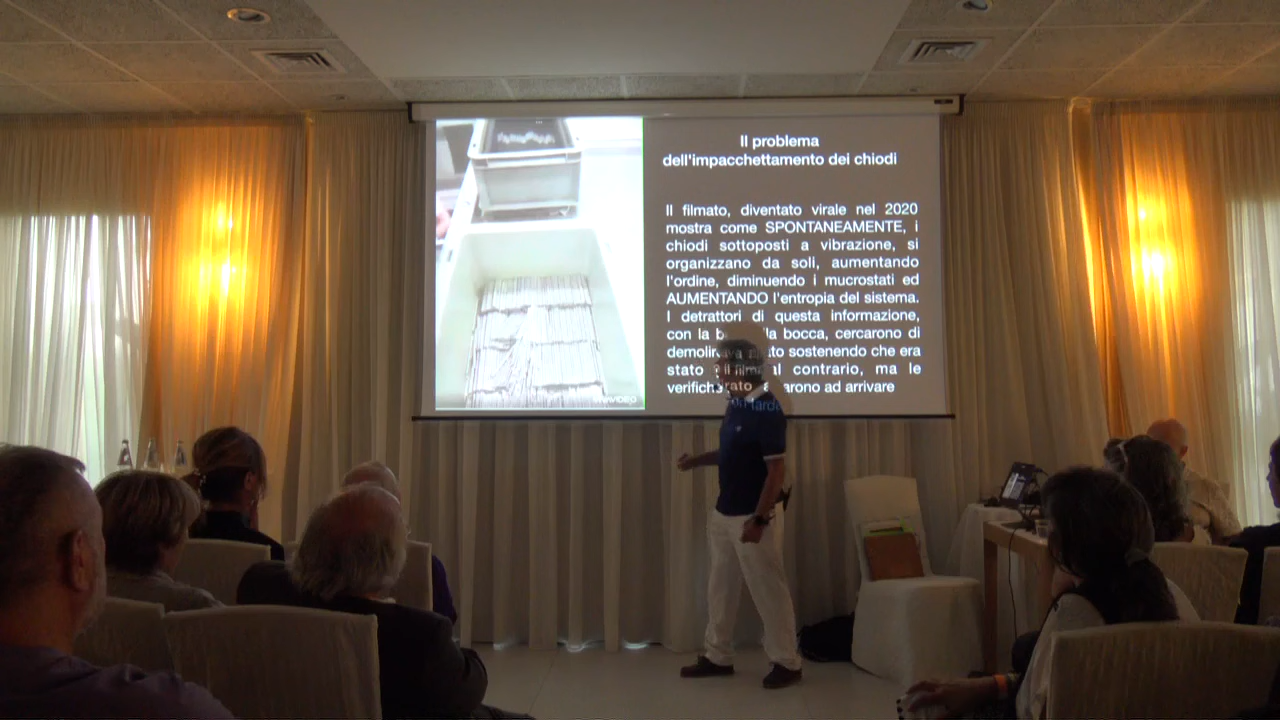 Il problema
dell'impacchettamento dei chiodi
Il filmato, diventato virale nel 2020
mostra come SPONTANEAMENTE, i
chiodi sottoposti a vibrazione, si
organizzano da soli, aumentando
l'ordine, diminuendo i mucrostati ed
AUMENTANDO l'entropia del sistema.
I detrattori di questa informazione,
con la bocca, cercarono di
sostenendo che era
stato al contrario, ma le
ad arrivare